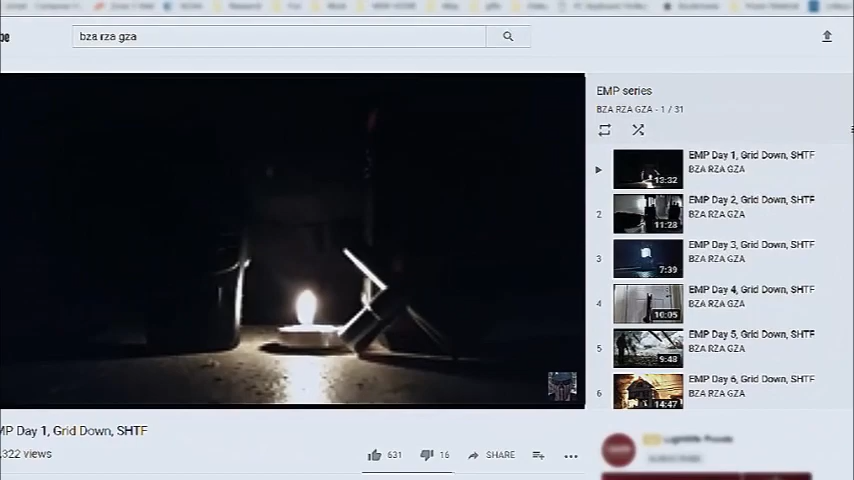 be
bza rza gza
EMP series
BZA RZA GZA - 1 / 31
EMP Day 1, Grid Down, SHTF
BZA RZA GZA
13:32
2
EMP Day 2, Grid Down, SHTF
BZA RZA GZA
11:28
3
EMP Day 3, Grid Down, SHTF
BZA RZA GZA
7:39
4
EMP Day 4, Grid Down, SHTF
BZA RZA GZA
10:05
5
EMP Day 5, Grid Down, SHTF
BZA RZA GZA
9:48
6
EMP Day 6, Grid Down, SHTF
BZA RZA GZA
14:47
MP Day 1, Grid Down, SHTF
,322 views
631
16
SHARE